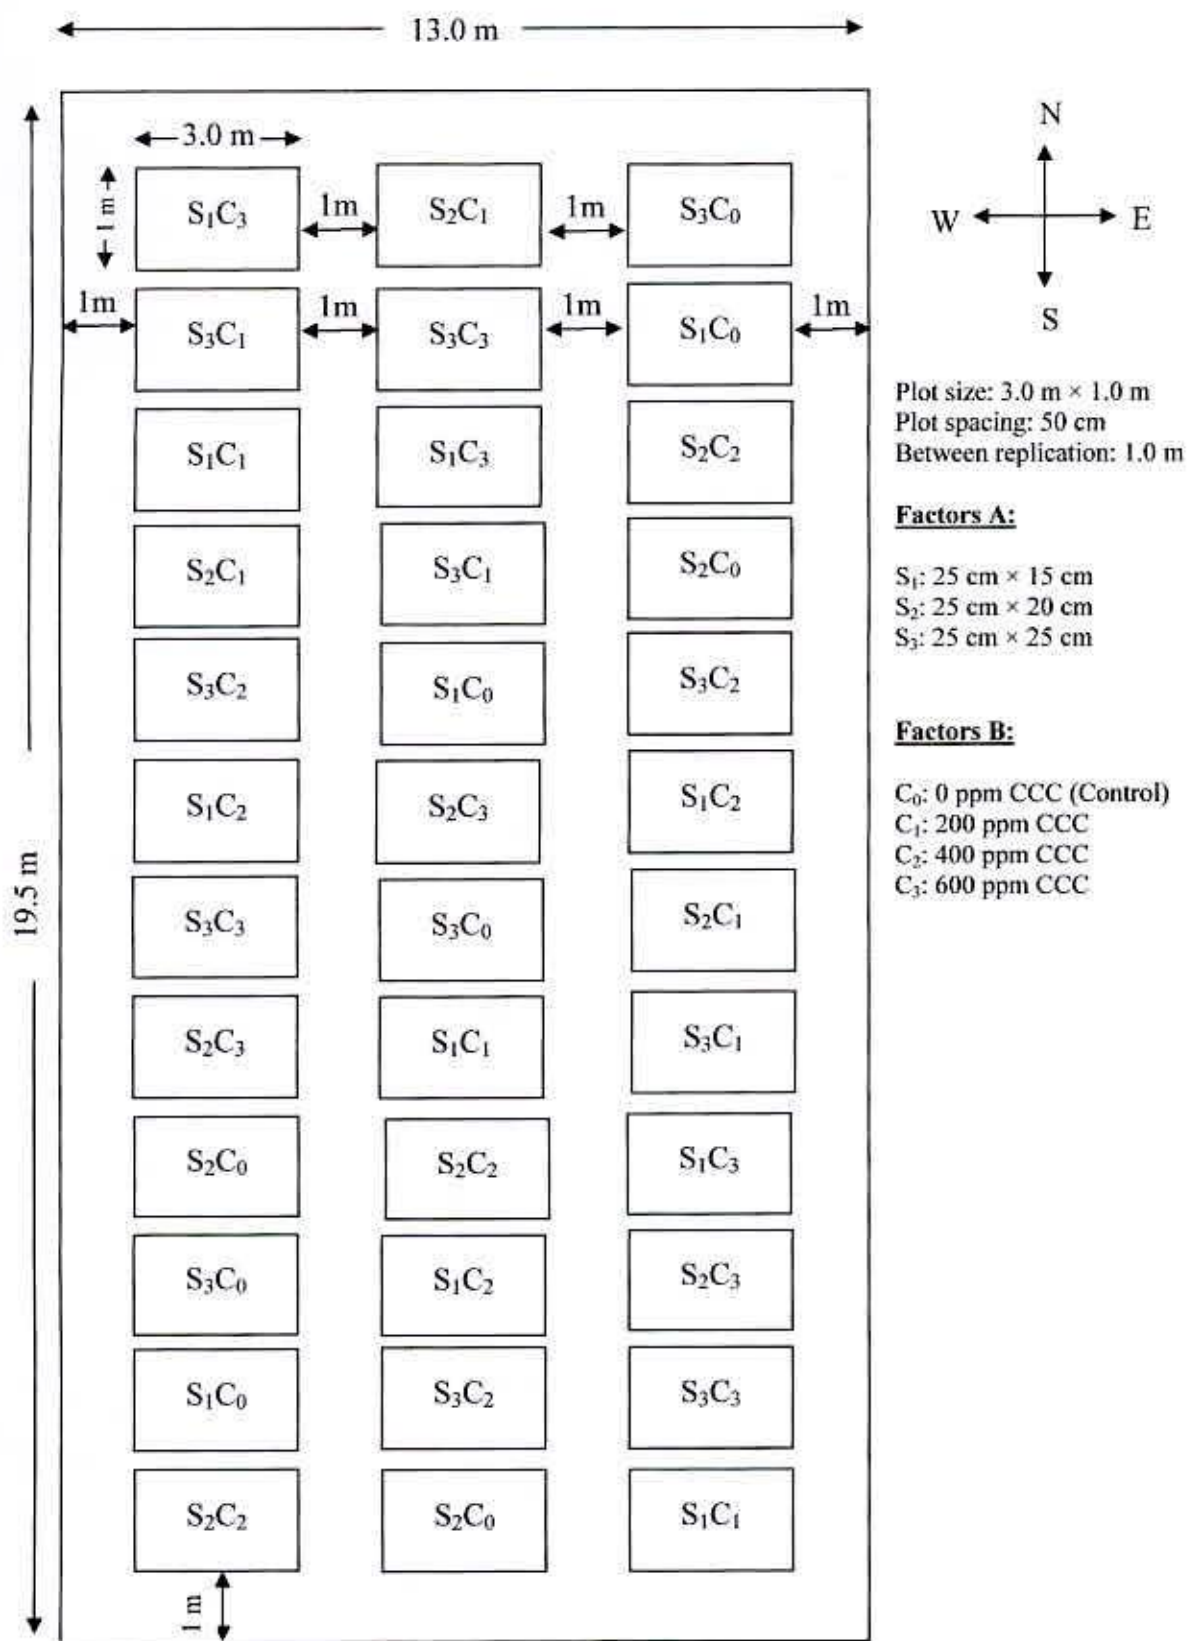 13.0 m
3.0 m
1 m
S₁C₃
1m
S₂C₁
1m
S₃C₀
1m
S₃C₁
1m
S₃C₃
1m
S₁C₀
1m
S₁C₁
S₁C₃
S₂C₂
S₂C₁
S₃C₁
S₂C₀
S₃C₂
S₁C₀
S₃C₂
S₁C₂
S₂C₃
S₁C₂
S₃C₃
S₃C₀
S₂C₁
S₂C₃
S₁C₁
S₃C₁
S₂C₀
S₂C₂
S₁C₃
S₃C₀
S₁C₂
S₂C₃
S₁C₀
S₃C₂
S₃C₃
S₂C₂
S₂C₀
S₁C₁
1 m
19.5 m
N
W
E
S
Plot size: 3.0 m × 1.0 m
Plot spacing: 50 cm
Between replication: 1.0 m
Factors A:
S₁: 25 cm × 15 cm
S₂: 25 cm × 20 cm
S₃: 25 cm × 25 cm
Factors B:
C₀: 0 ppm CCC (Control)
C₁: 200 ppm CCC
C₂: 400 ppm CCC
C₃: 600 ppm CCC